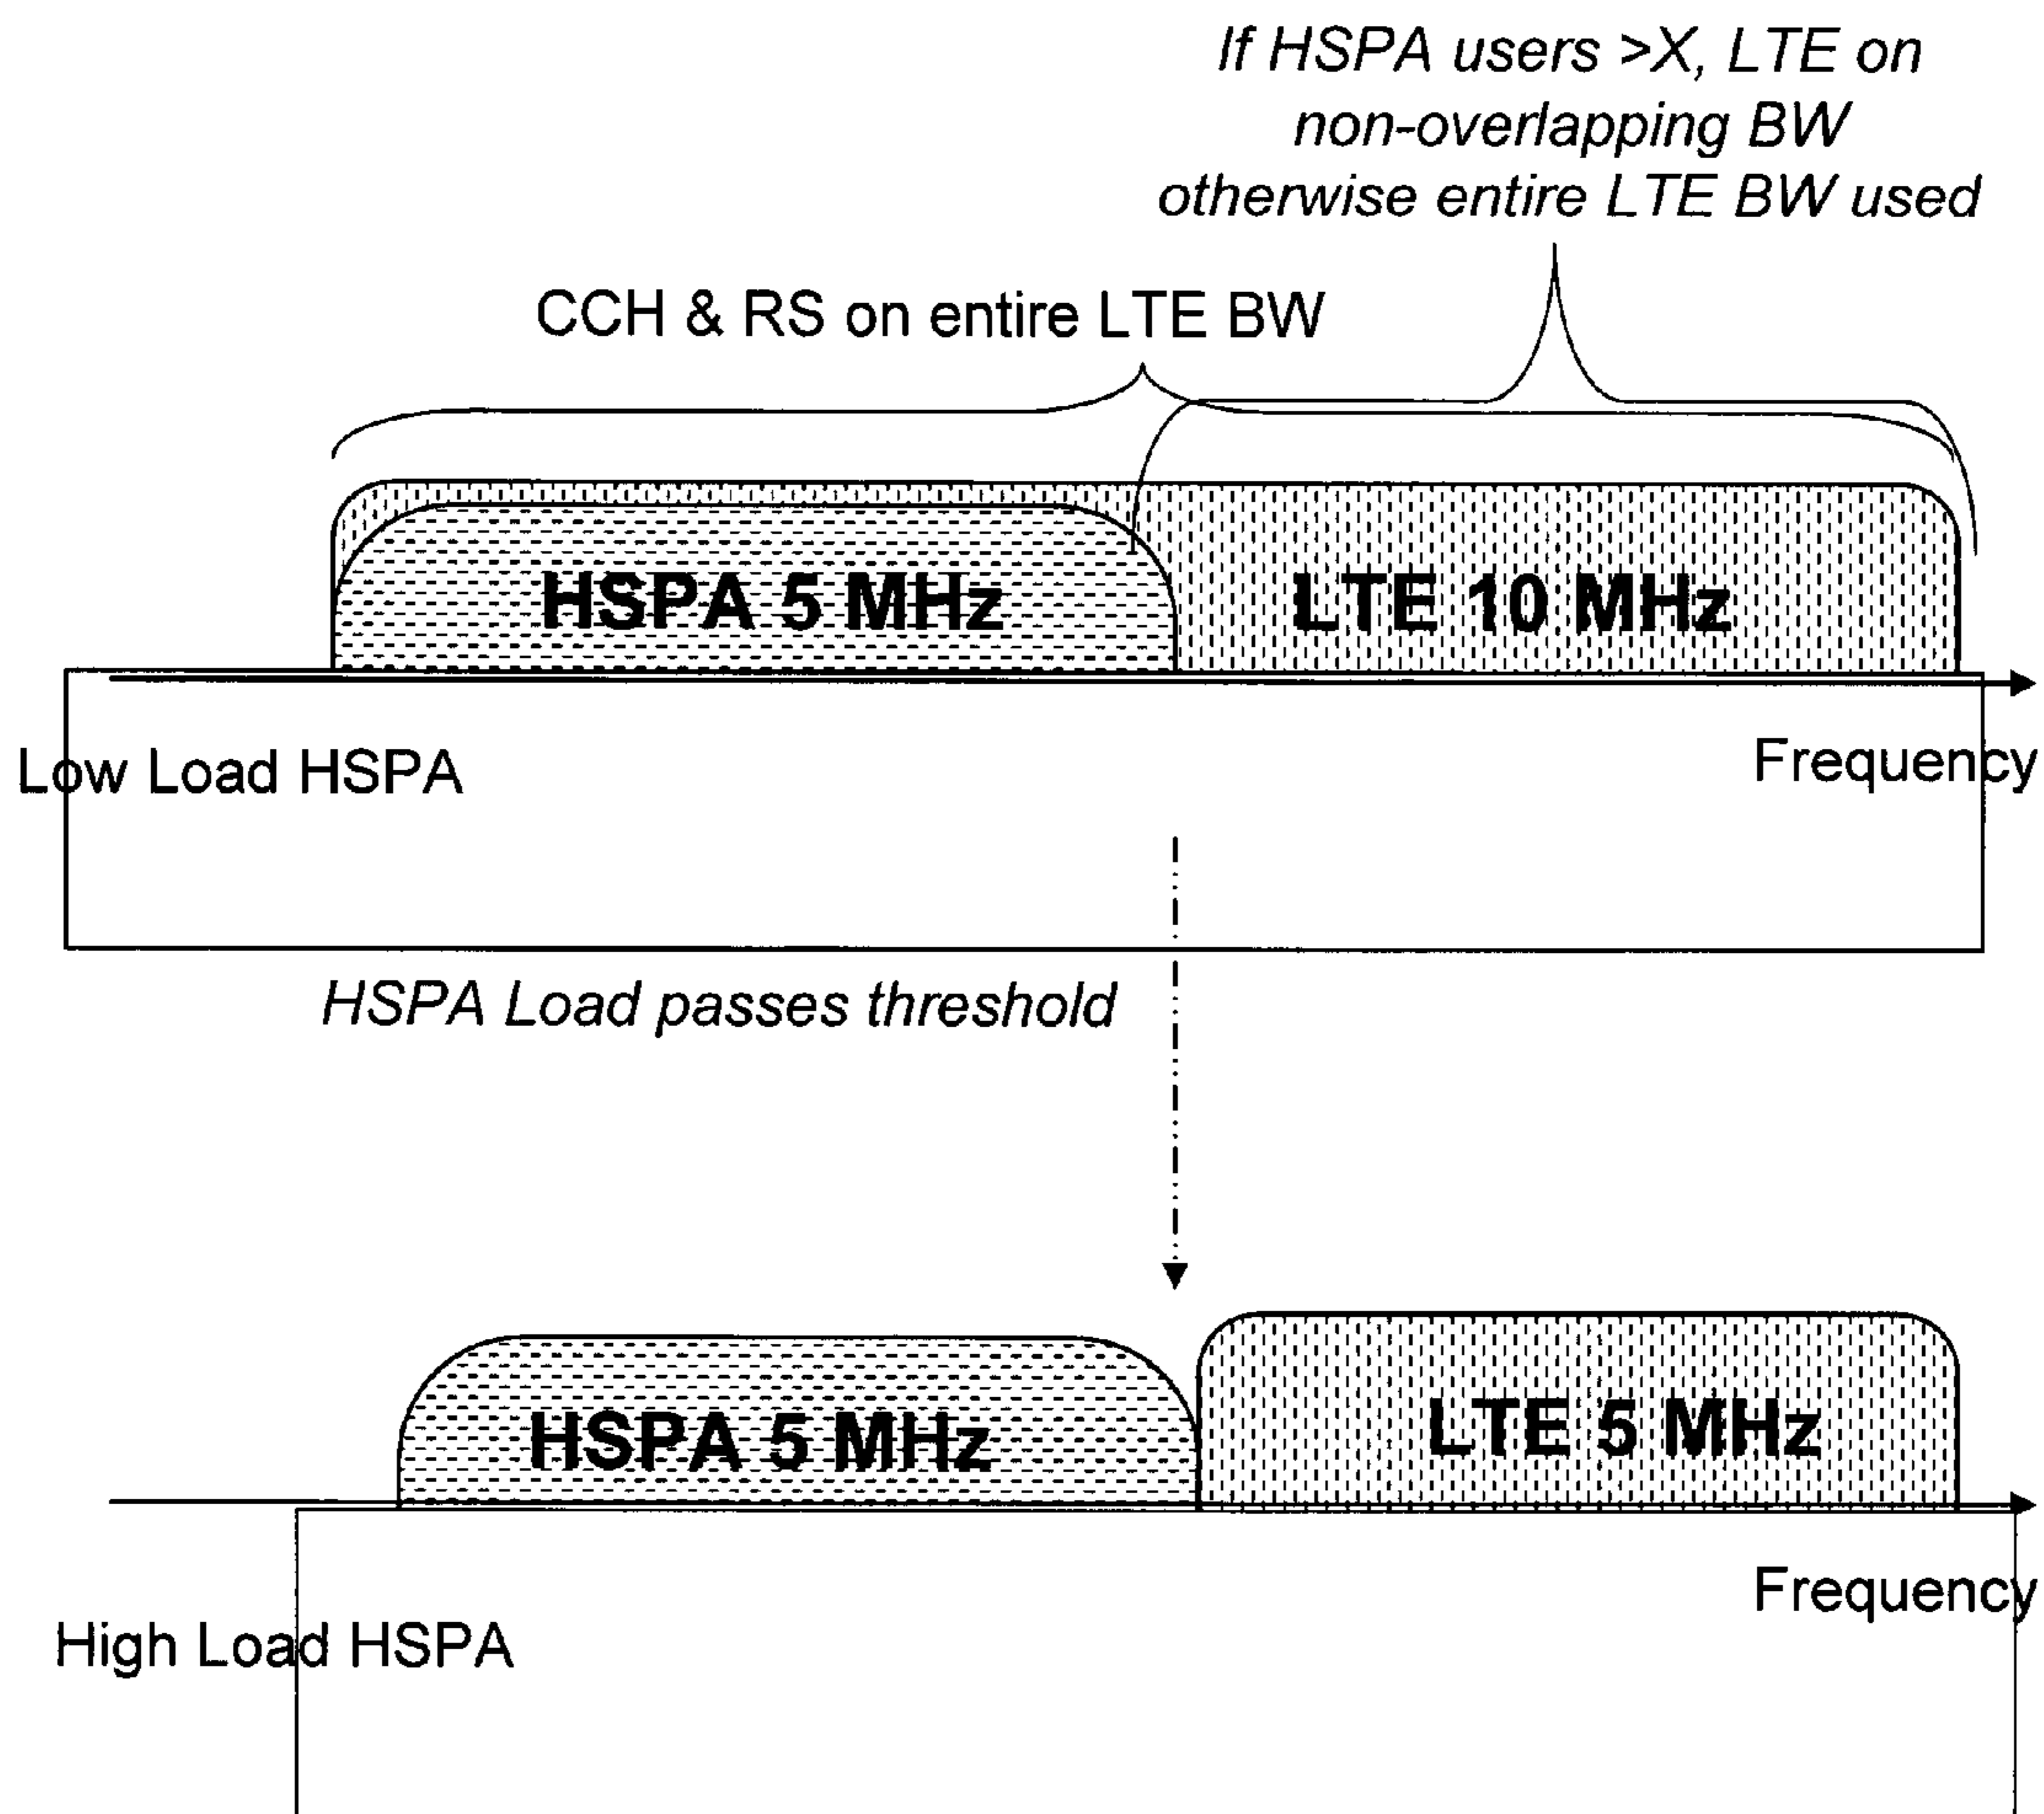 If HSPA users >X, LTE on
non-overlapping BW
otherwise entire LTE BW used
CCH & RS on entire LTE BW
HSPA 5 MHz
LTE 10 MHz
Low Load HSPA
Frequency
HSPA Load passes threshold
HSPA 5 MHz
LTE 5 MHz
Frequency
High Load HSPA